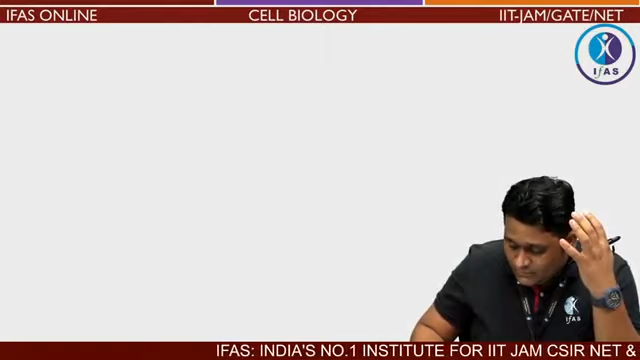 IFAS ONLINE
CELL BIOLOGY
IIT-JAM/GATE/NET
IfAS
IfAS
IFAS: INDIA'S NO.1 INSTITUTE FOR IIT JAM CSIR NET &